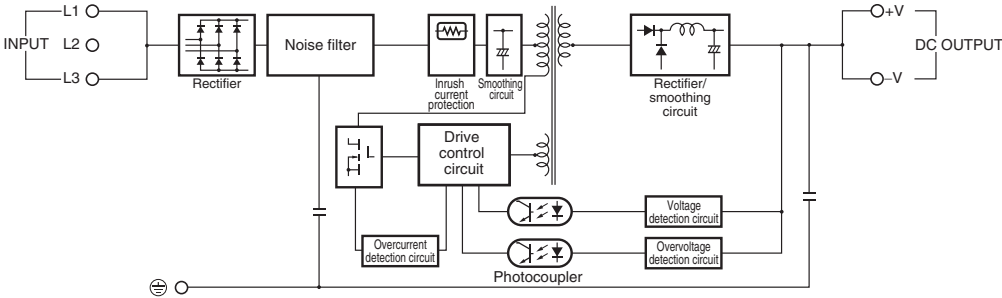 L1
+V
INPUT
L2
Noise filter
DC OUTPUT
L3
–V
Rectifier
Inrush
current
protection
Smoothing
circuit
Rectifier/
smoothing
circuit
Drive
control
circuit
Voltage
detection circuit
Overcurrent
detection circuit
Overvoltage
detection circuit
Photocoupler